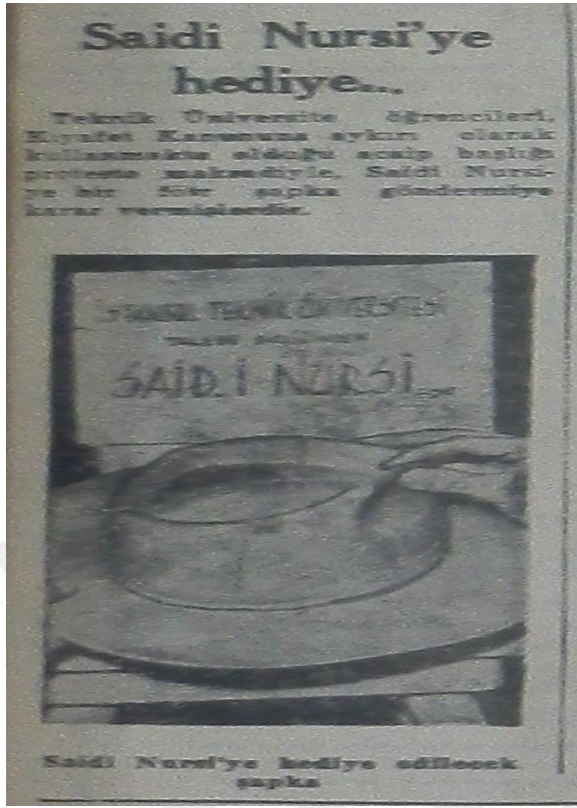 Saidi Nursi'ye
hediye...
Teknik Üniversite öğrencileri,
Kıyafet Kanununa aykırı olarak
kullanmakta olduğu acaip başlığı
protesto maksadiyle, Saidi Nursi-
ye bir fötr şapka göndermiye
karar vermişlerdir.
İSTANBUL TEKNİK ÜNİVERSİTESİ
TALEBE
SAİD-İ NURSİ
Saidi Nursi'ye hediye edilecek
şapka